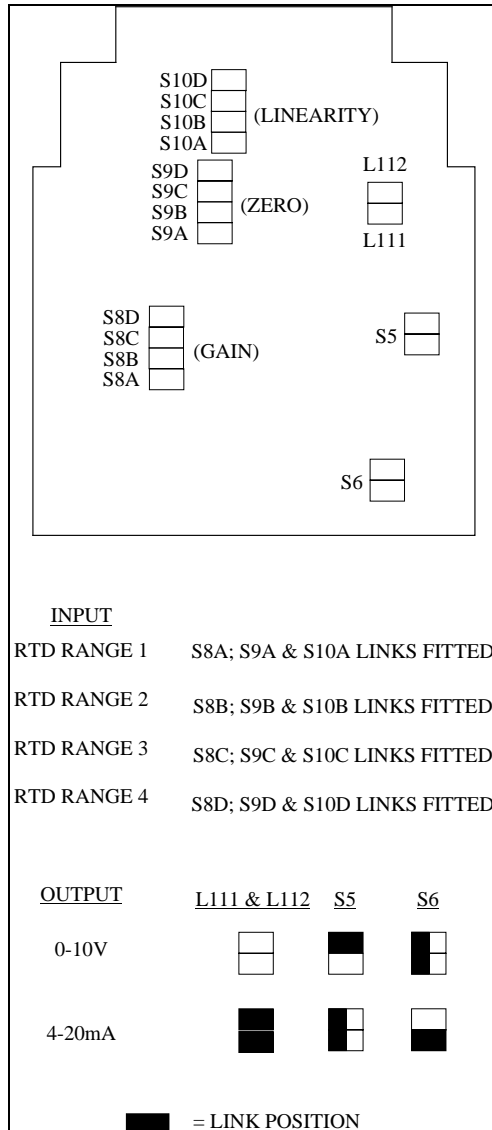 S10D
S10C
S10B
S10A
(LINEARITY)
S9D
S9C
S9B
S9A
(ZERO)
L112
L111
S8D
S8C
S8B
S8A
(GAIN)
S5
S6
INPUT
RTD RANGE 1 S8A; S9A & S10A LINKS FITTED
RTD RANGE 2 S8B; S9B & S10B LINKS FITTED
RTD RANGE 3 S8C; S9C & S10C LINKS FITTED
RTD RANGE 4 S8D; S9D & S10D LINKS FITTED
OUTPUT L111 & L112 S5 S6
0-10V
4-20mA
= LINK POSITION